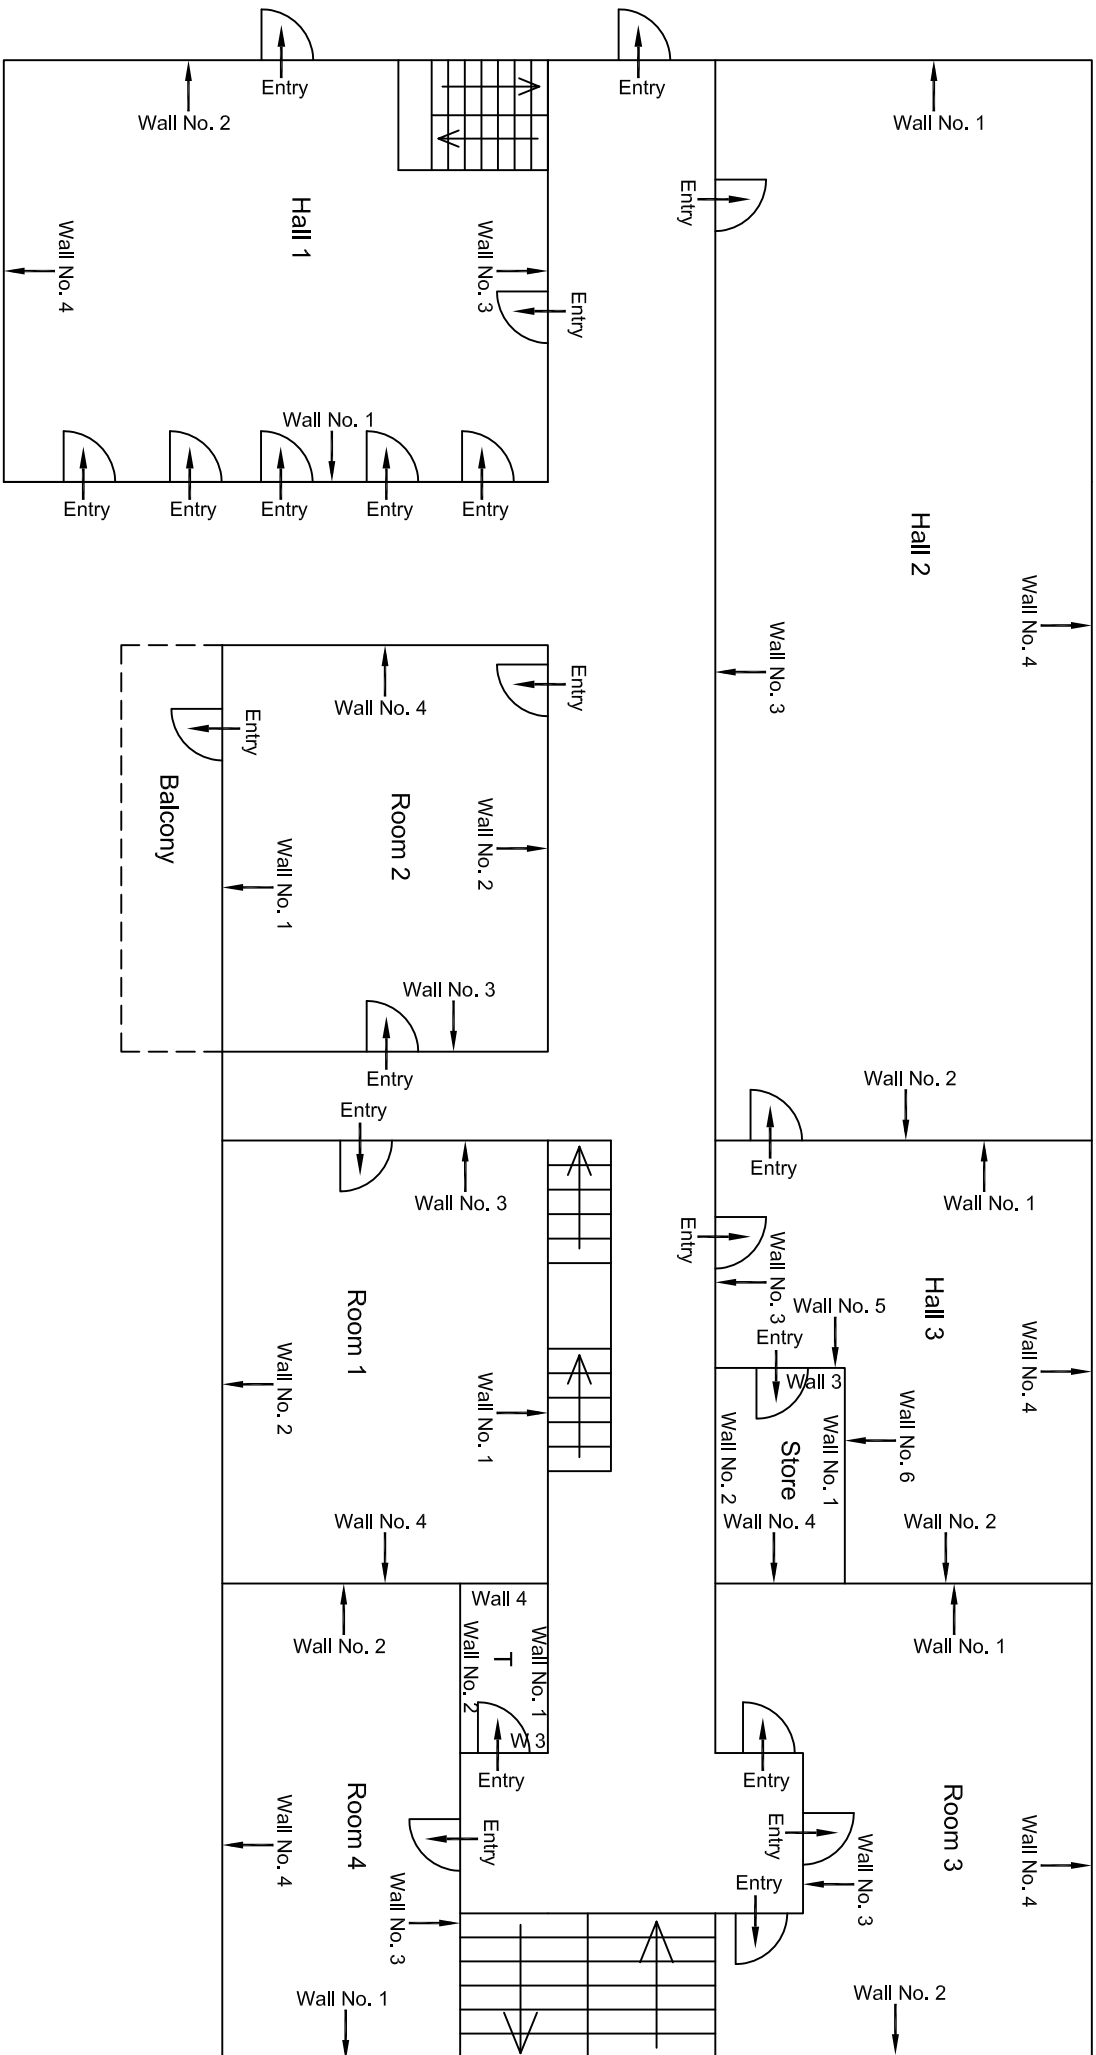 Entry
Entry
Wall No. 2
Wall No. 1
Entry
Hall 1
Wall No. 4
Wall No. 3
Entry
Wall No. 1
Entry
Entry
Entry
Entry
Entry
Hall 2
Wall No. 4
Wall No. 3
Entry
Wall No. 4
Entry
Balcony
Room 2
Wall No. 2
Wall No. 1
Wall No. 3
Entry
Wall No. 2
Entry
Entry
Wall No. 3
Wall No. 1
Entry
Wall No. 3
Hall 3
Wall No. 5
Entry
Wall 3
Wall No. 4
Room 1
Wall No. 2
Wall No. 1
Wall No. 6
Wall No. 1
Store
Wall No. 2
Wall No. 4
Wall No. 4
Wall No. 2
Wall 4
Wall No. 2
Wall No. 1
T
Wall No. 2
W 3
Entry
Wall No. 1
Entry
Room 4
Wall No. 4
Entry
Wall No. 3
Entry
Room 3
Wall No. 4
Wall No. 3
Entry
Wall No. 1
Wall No. 2